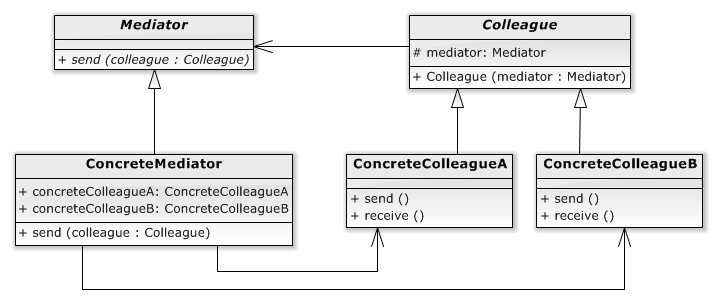 Mediator
+ send (colleague : Colleague)
Colleague
# mediator: Mediator
+ Colleague (mediator : Mediator)
ConcreteMediator
+ concreteColleagueA: ConcreteColleagueA
+ concreteColleagueB: ConcreteColleagueB
+ send (colleague : Colleague)
ConcreteColleagueA
+ send ()
+ receive ()
ConcreteColleagueB
+ send ()
+ receive ()